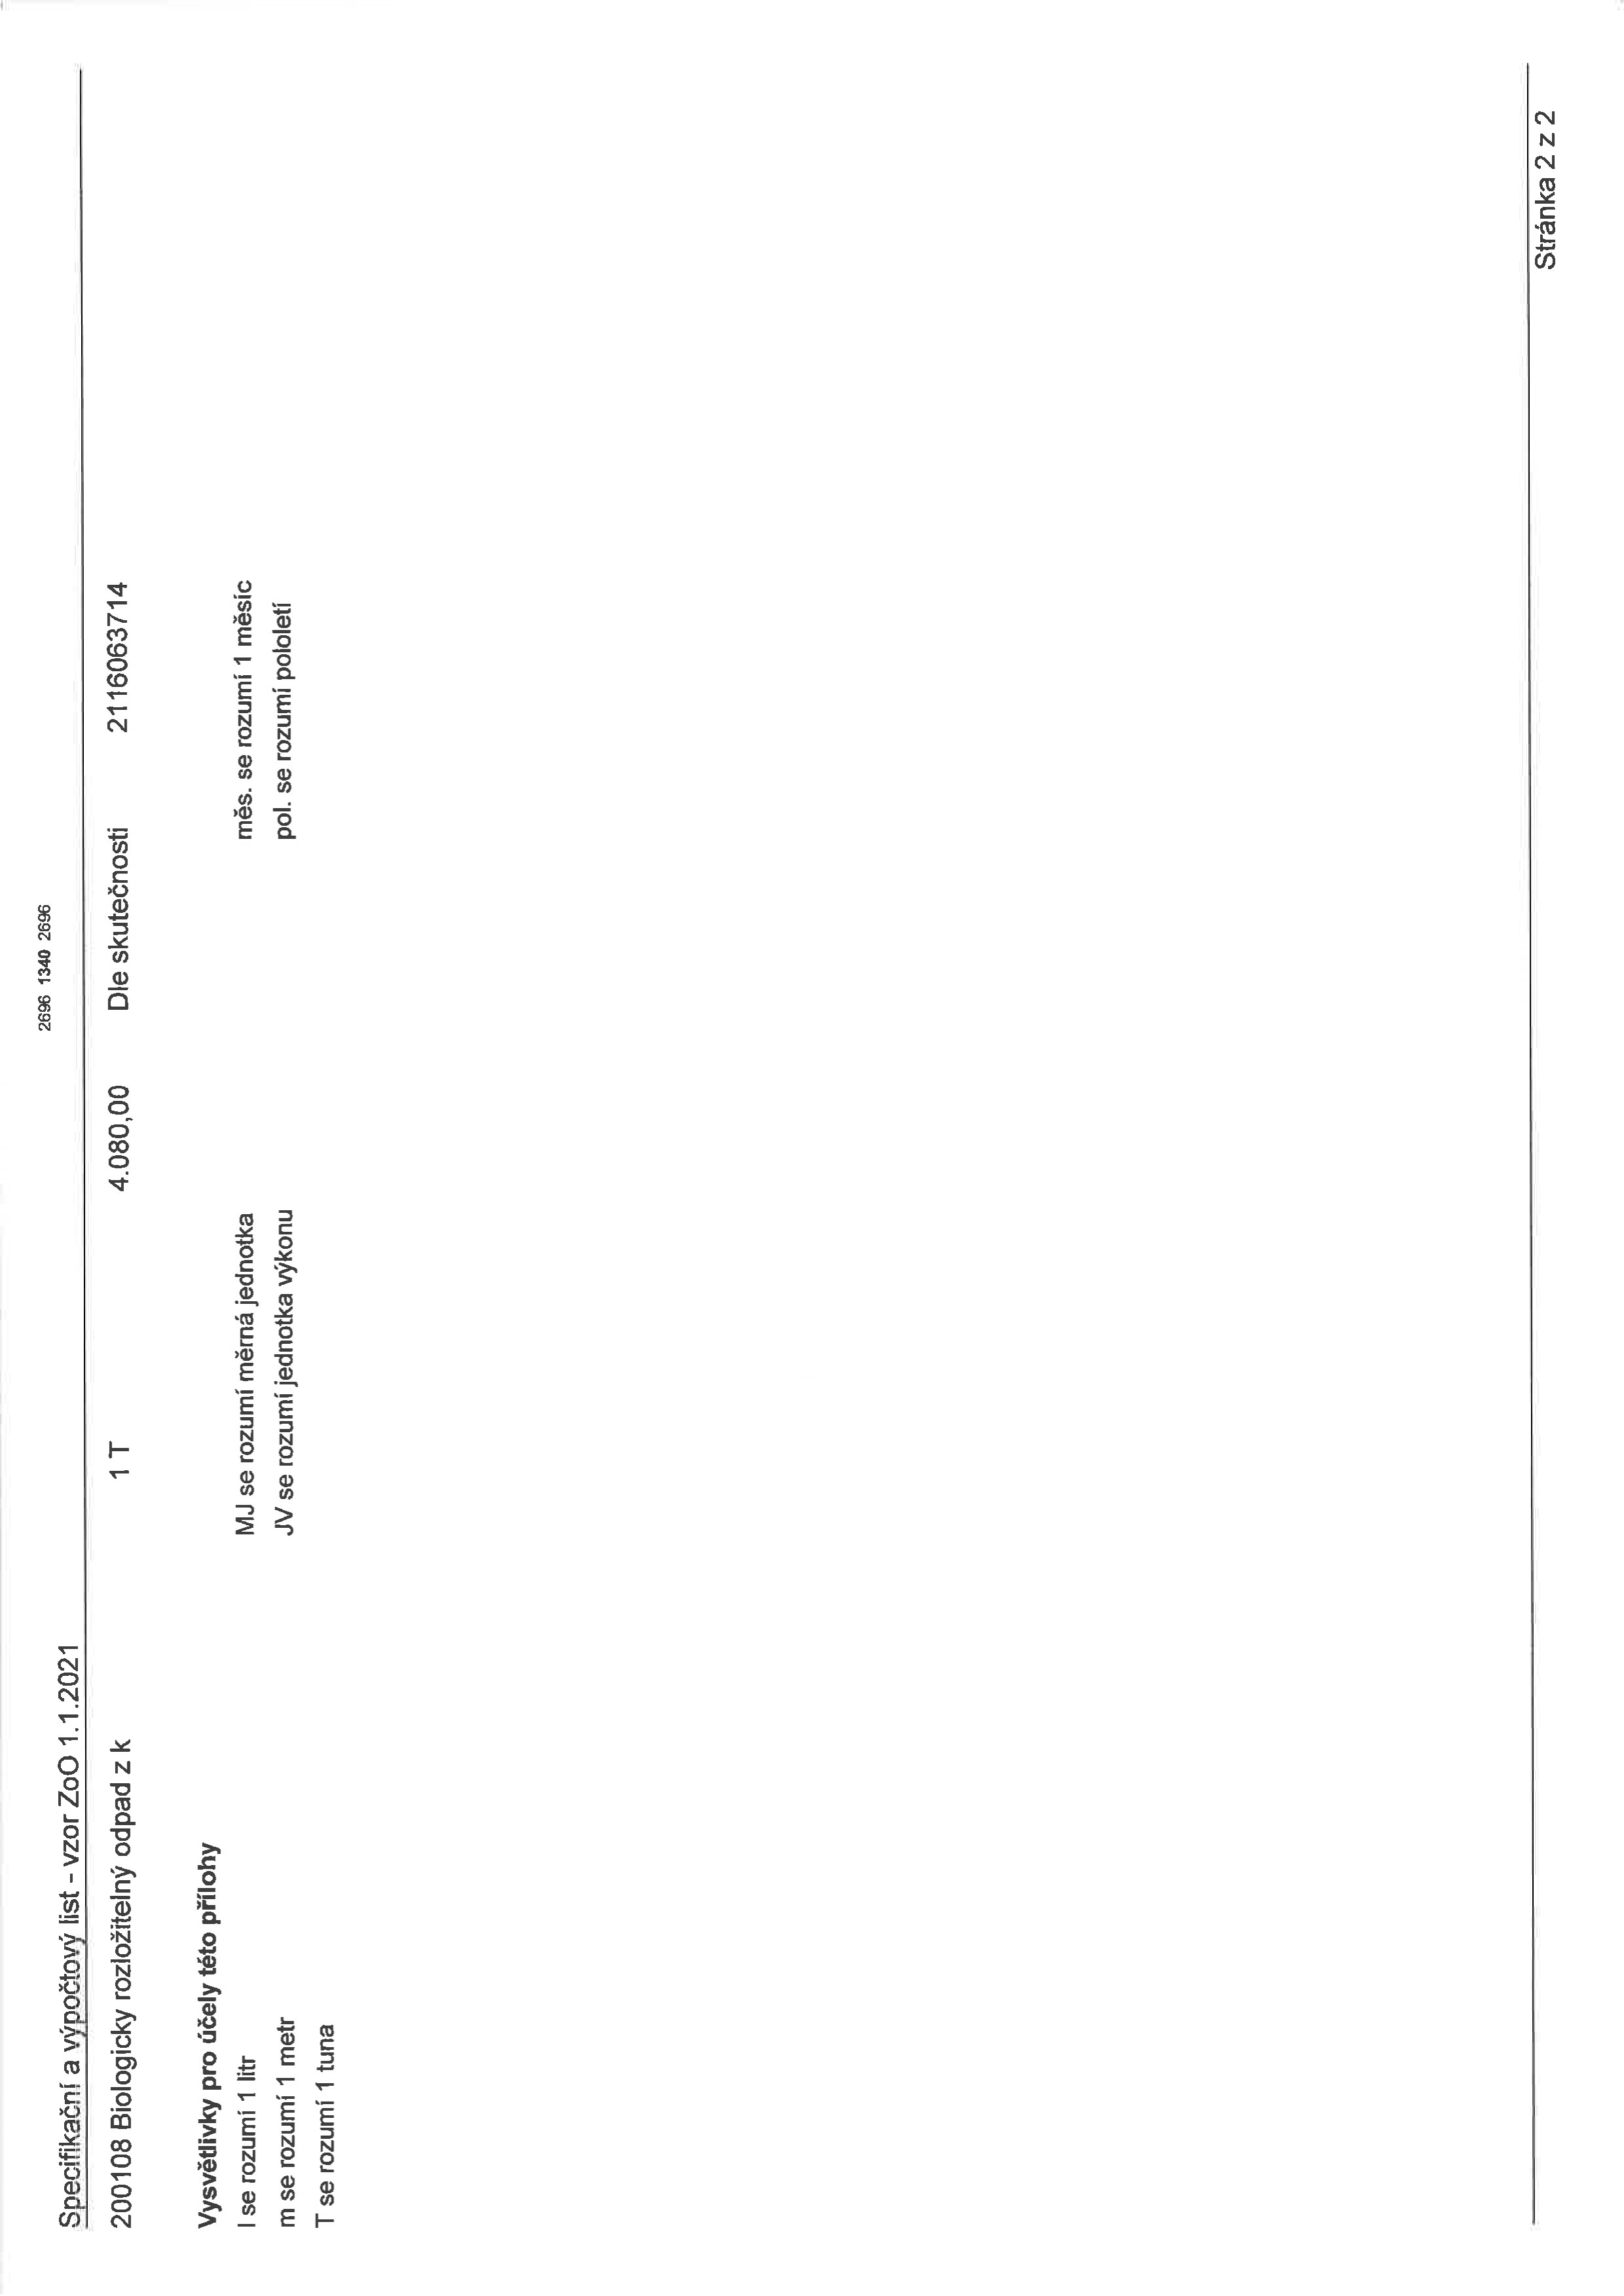 2696 1340 2696
Specifikační a výpočtový list - vzor ZoO 1.1.2021
200108 Biologicky rozložitelný odpad z k 1 T 4.080,00 Dle skutečnosti 2116063714
Vysvětlivky pro účely této přílohy
l se rozumí 1 litr MJ se rozumí měrná jednotka měs. se rozumí 1 měsíc
m se rozumí 1 metr JV se rozumí jednotka výkonu pol. se rozumí pololetí
T se rozumí 1 tuna
Stránka 2 z 2